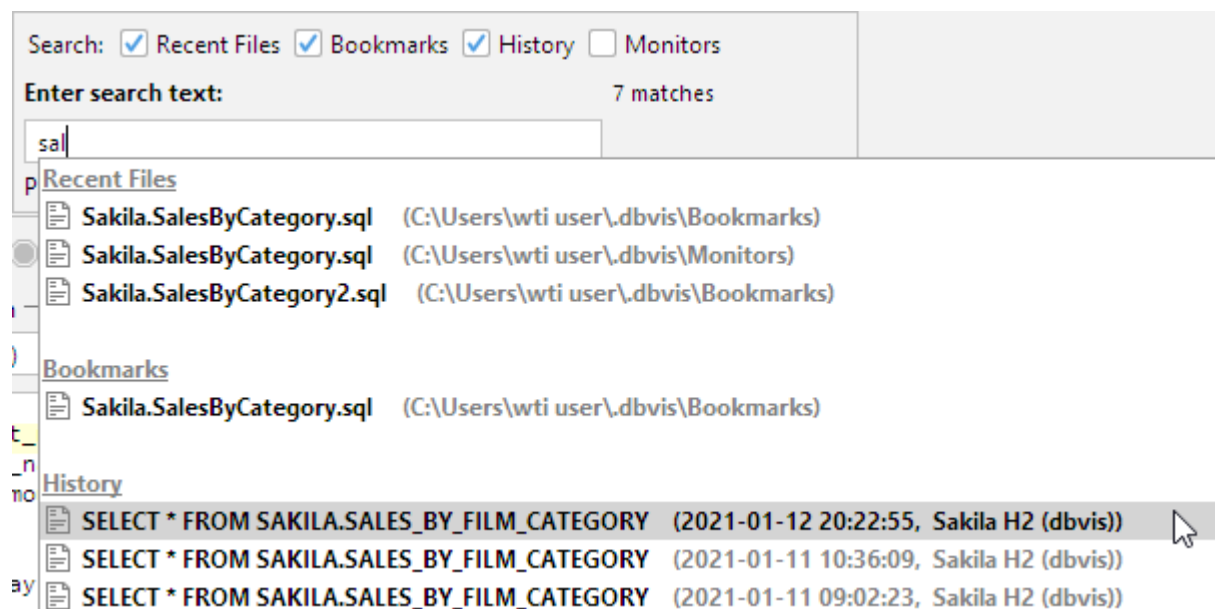 Search: Recent Files Bookmarks History Monitors
Enter search text: 7 matches
sal
P
Recent Files
Sakila.SalesByCategory.sql (C:\Users\wti user\.dbvis\Bookmarks)
Sakila.SalesByCategory.sql (C:\Users\wti user\.dbvis\Monitors)
Sakila.SalesByCategory2.sql (C:\Users\wti user\.dbvis\Bookmarks)
)
Bookmarks
Sakila.SalesByCategory.sql (C:\Users\wti user\.dbvis\Bookmarks)
t_
_n
mo
History
SELECT * FROM SAKILA.SALES_BY_FILM_CATEGORY (2021-01-12 20:22:55, Sakila H2 (dbvis))
SELECT * FROM SAKILA.SALES_BY_FILM_CATEGORY (2021-01-11 10:36:09, Sakila H2 (dbvis))
ay
SELECT * FROM SAKILA.SALES_BY_FILM_CATEGORY (2021-01-11 09:02:23, Sakila H2 (dbvis))